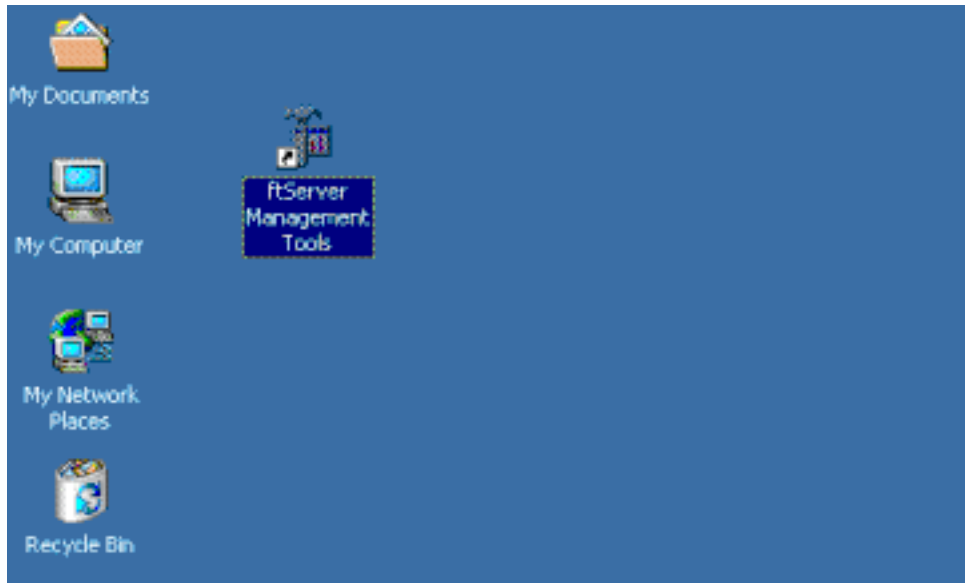 My Documents
ftServer
Management
Tools
My Computer
My Network
Places
Recycle Bin